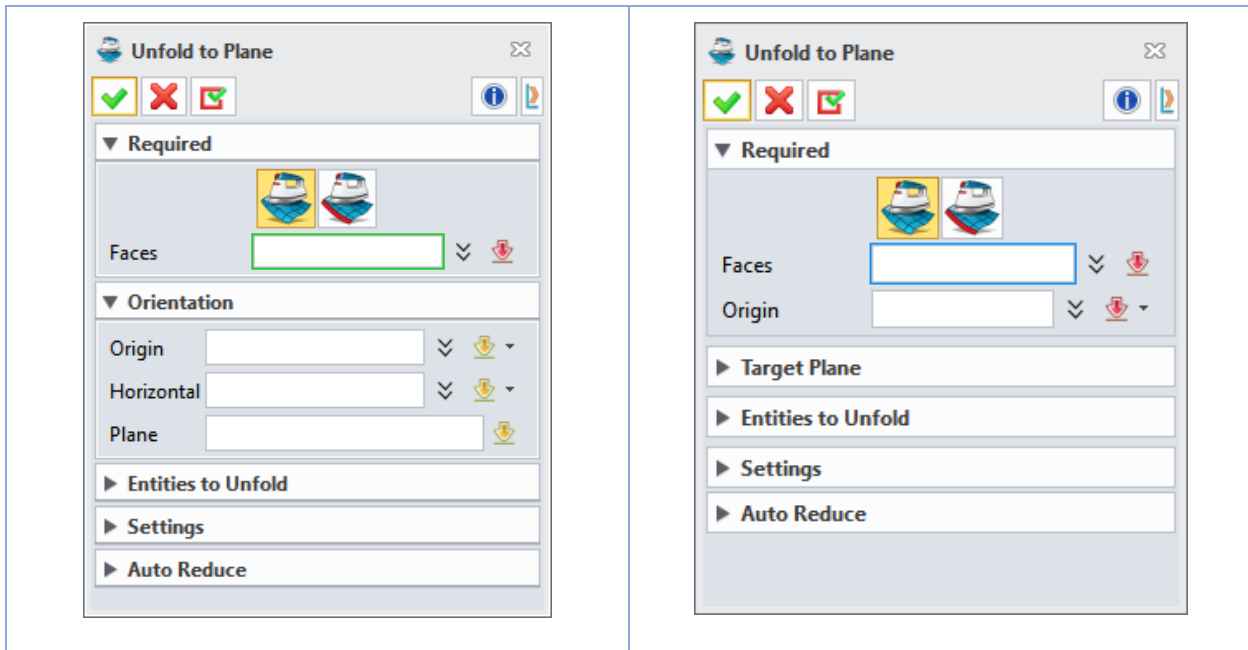 Unfold to Plane
Required
Faces
Orientation
Origin
Horizontal
Plane
Entities to Unfold
Settings
Auto Reduce
Unfold to Plane
Required
Faces
Origin
Target Plane
Entities to Unfold
Settings
Auto Reduce